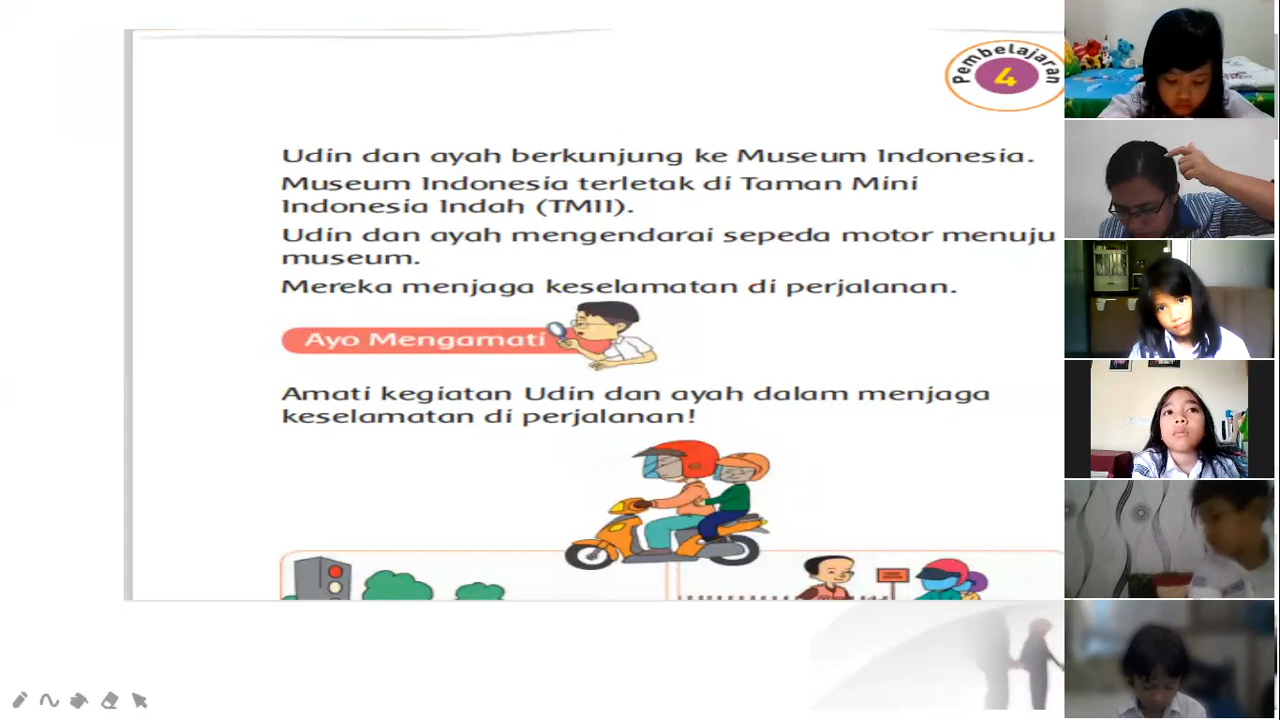 Pembelajaran
4
Udin dan ayah berkunjung ke Museum Indonesia.
Museum Indonesia terletak di Taman Mini
Indonesia Indah (TMII).
Udin dan ayah mengendarai sepeda motor menuju
museum.
Mereka menjaga keselamatan di perjalanan.
Ayo Mengamati
Amati kegiatan Udin dan ayah dalam menjaga
keselamatan di perjalanan!